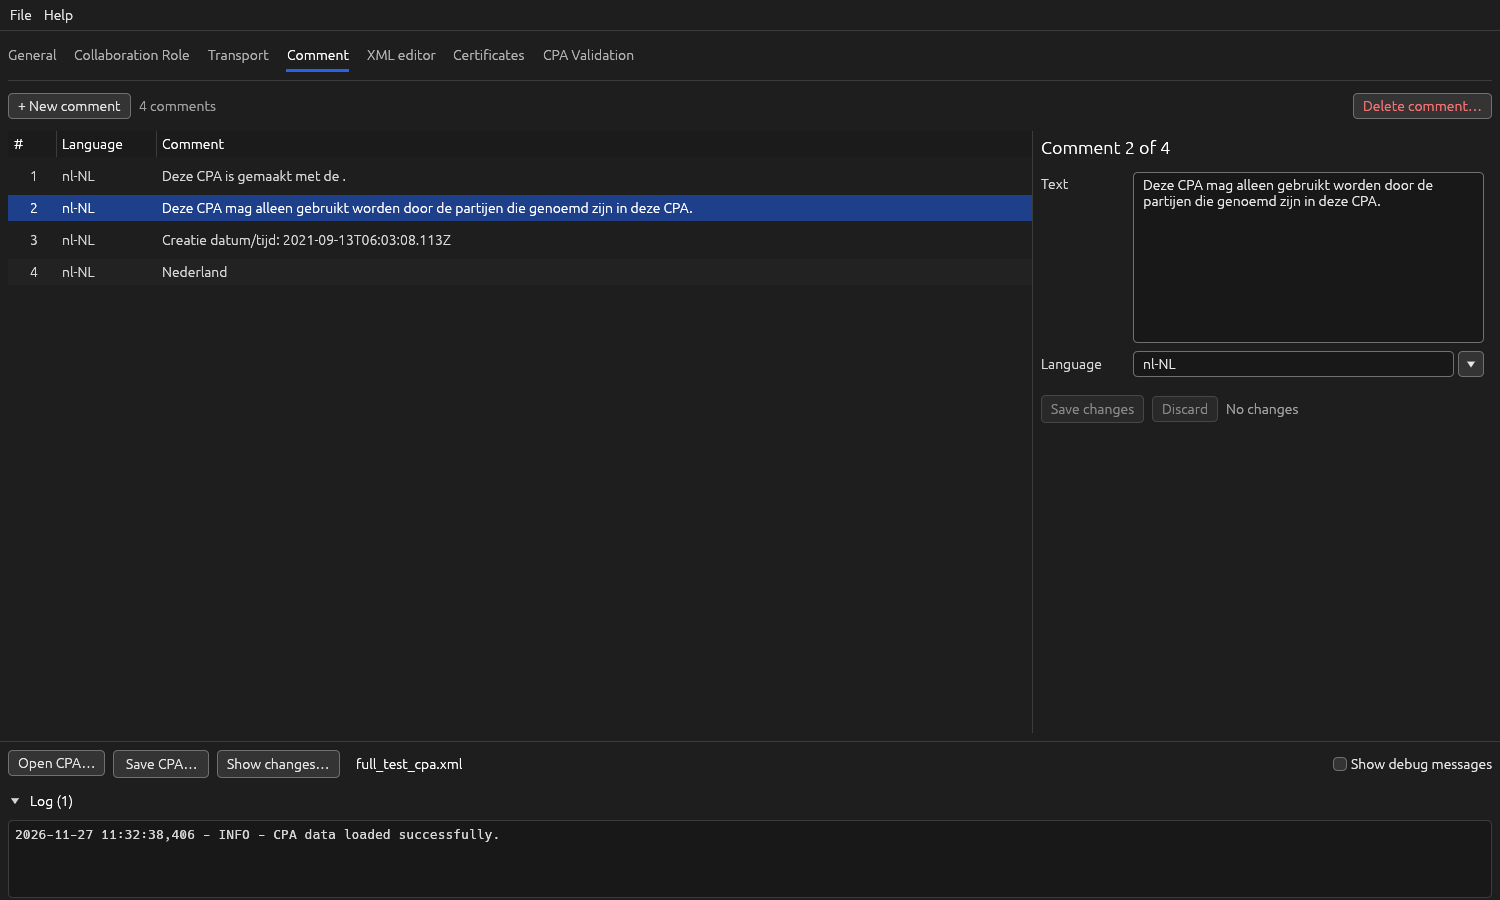 File Help
General Collaboration Role Transport Comment XML editor Certificates CPA Validation
+ New comment 4 comments Delete comment…
# Language Comment
1 nl-NL Deze CPA is gemaakt met de .
2 nl-NL Deze CPA mag alleen gebruikt worden door de partijen die genoemd zijn in deze CPA.
3 nl-NL Creatie datum/tijd: 2021-09-13T06:03:08.113Z
4 nl-NL Nederland
Comment 2 of 4
Text Deze CPA mag alleen gebruikt worden door de
partijen die genoemd zijn in deze CPA.
Language nl-NL
Save changes Discard No changes
Open CPA… Save CPA… Show changes… full_test_cpa.xml Show debug messages
Log (1)
2026-11-27 11:32:38,406 - INFO - CPA data loaded successfully.